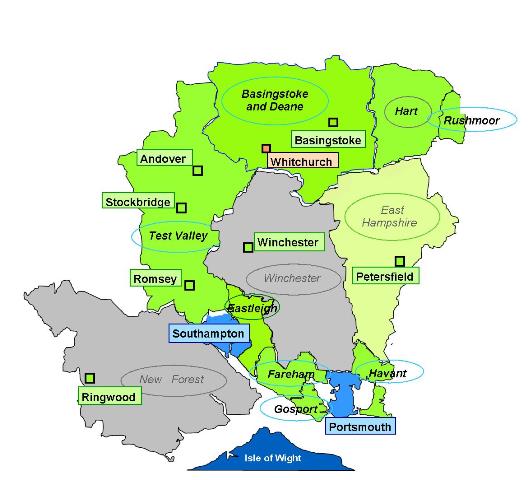 Basingstoke
and Deane
Hart
Rushmoor
Basingstoke
Whitchurch
Andover
Stockbridge
East
Hampshire
Test Valley
Winchester
Winchester
Petersfield
Romsey
Eastleigh
Southampton
New Forest
Fareham
Havant
Ringwood
Gosport
Portsmouth
Isle of Wight